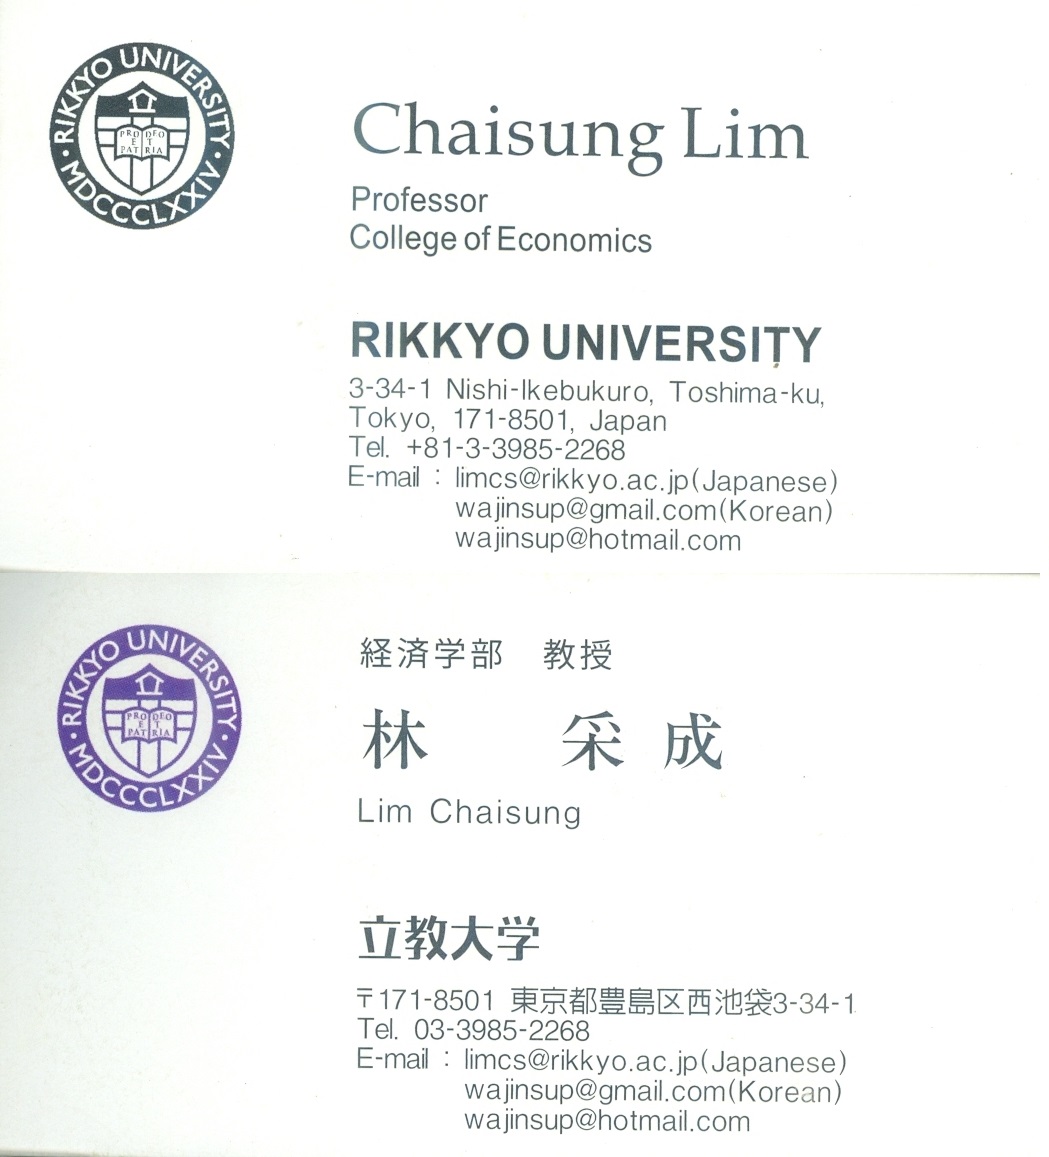 RIKKYO UNIVERSITY
MDCCCLXXIV
PRO DEO
ET
PATRIA
Chaisung Lim
Professor
College of Economics
RIKKYO UNIVERSITY
3-34-1 Nishi-Ikebukuro, Toshima-ku,
Tokyo, 171-8501, Japan
Tel. +81-3-3985-2268
E-mail : limcs@rikkyo.ac.jp(Japanese)
wajinsup@gmail.com(Korean)
wajinsup@hotmail.com
RIKKYO UNIVERSITY
MDCCCLXXIV
PRO DEO
ET
PATRIA
経済学部 教授
林 采成
Lim Chaisung
立教大学
〒171-8501 東京都豊島区西池袋3-34-1
Tel. 03-3985-2268
E-mail : limcs@rikkyo.ac.jp(Japanese)
wajinsup@gmail.com(Korean)
wajinsup@hotmail.com